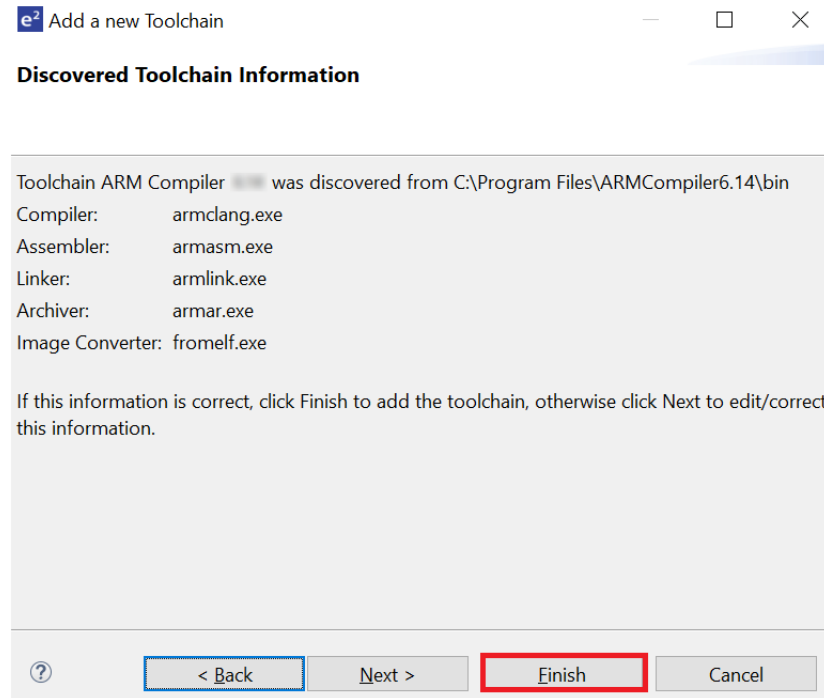 e² Add a new Toolchain
Discovered Toolchain Information
Toolchain ARM Compiler was discovered from C:\Program Files\ARMCompiler6.14\bin
Compiler: armclang.exe
Assembler: armasm.exe
Linker: armlink.exe
Archiver: armar.exe
Image Converter: fromelf.exe
If this information is correct, click Finish to add the toolchain, otherwise click Next to edit/correct
this information.
? < Back Next > Finish Cancel